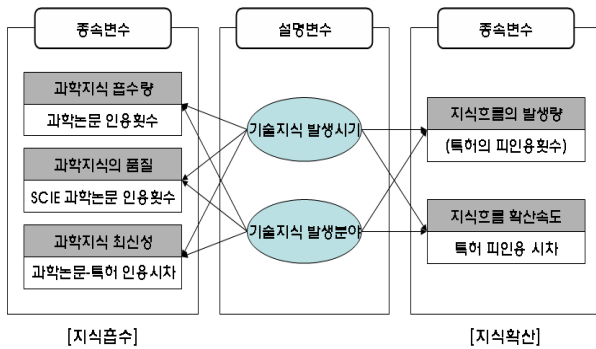 종속변수
설명변수
종속변수
과학지식 흡수량
과학논문 인용횟수
과학지식의 품질
SCIE 과학논문 인용횟수
과학지식 최신성
과학논문-특허 인용시차
기술지식 발생시기
기술지식 발생분야
지식흐름의 발생량
(특허의 피인용횟수)
지식흐름 확산속도
특허 피인용 시차
[지식흡수]
[지식확산]